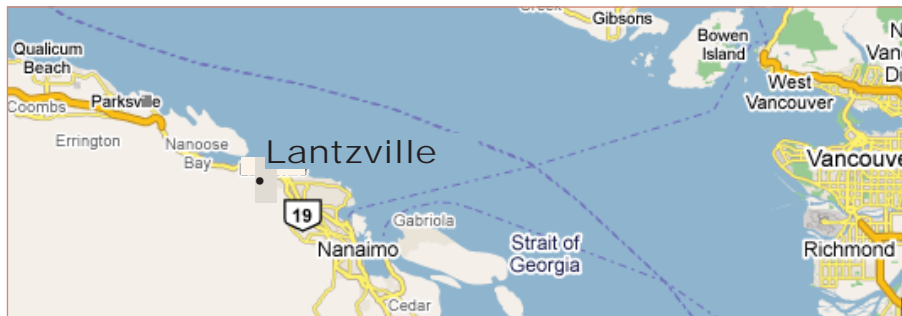 Gibsons
Bowen
Island
Qualicum
Beach
West
Vancouver
Coombs
Parksville
Errington
Nanoose
Bay
Lantzville
Vancouve
19
Gabriola
Nanaimo
Strait of
Georgia
Richmond
Cedar